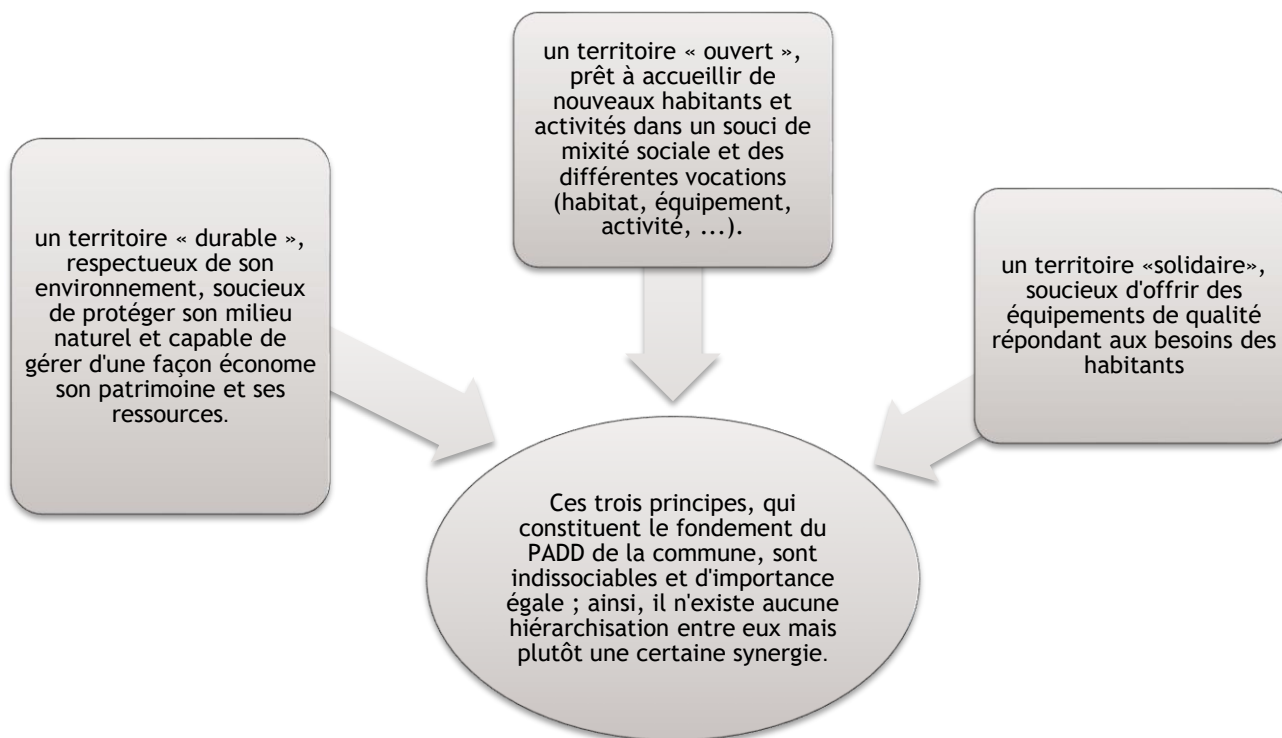 un territoire « ouvert »,
prêt à accueillir de
nouveaux habitants et
activités dans un souci de
mixité sociale et des
différentes vocations
(habitat, équipement,
activité, ...).
un territoire « durable »,
respectueux de son
environnement, soucieux
de protéger son milieu
naturel et capable de
gérer d'une façon économe
son patrimoine et ses
ressources.
un territoire «solidaire»,
soucieux d'offrir des
équipements de qualité
répondant aux besoins des
habitants
Ces trois principes, qui
constituent le fondement du
PADD de la commune, sont
indissociables et d'importance
égale ; ainsi, il n'existe aucune
hiérarchisation entre eux mais
plutôt une certaine synergie.